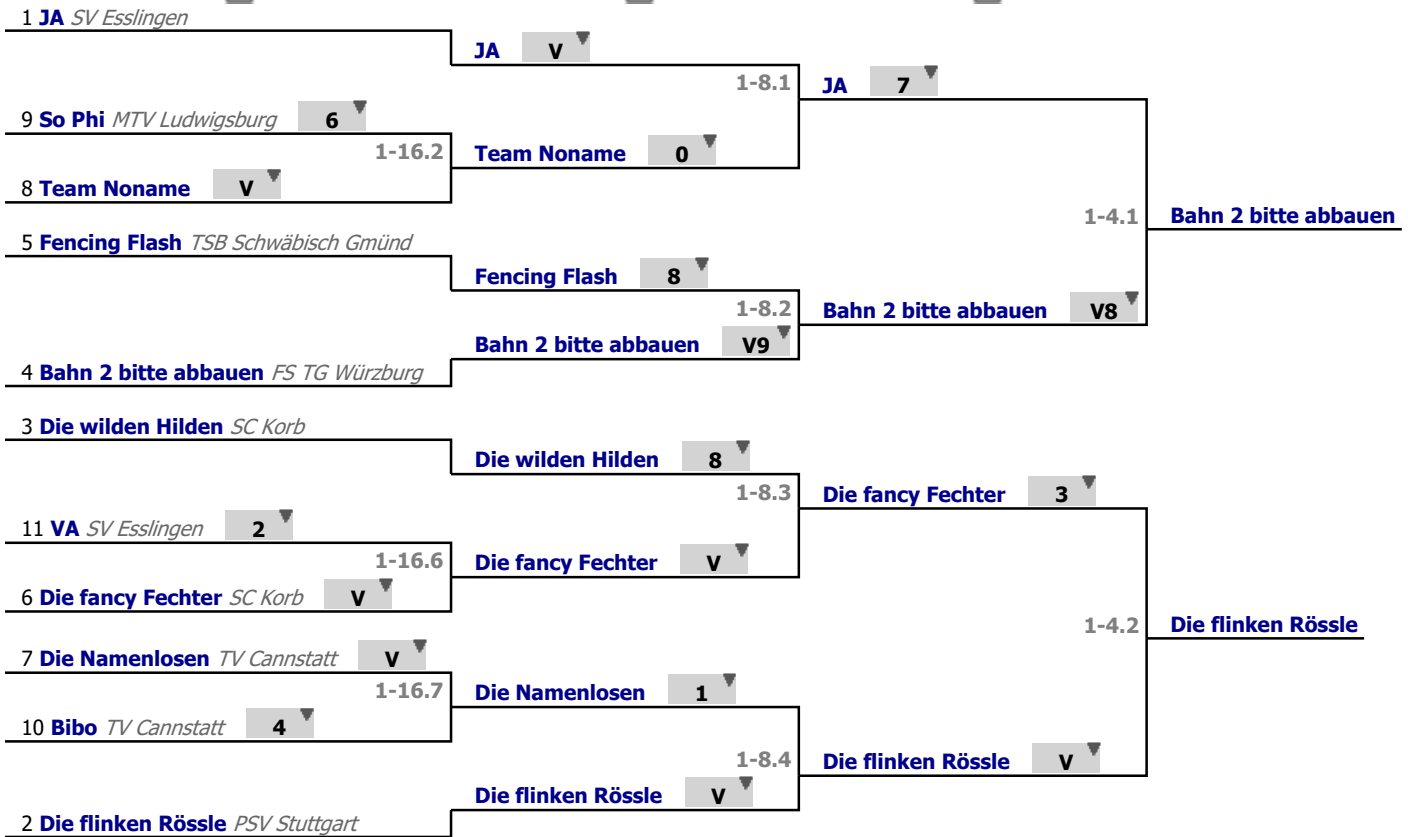 1 JA SV Esslingen
JA V
1-8.1
JA 7
9 So Phi MTV Ludwigsburg 6
1-16.2
Team Noname 0
8 Team Noname V
1-4.1
Bahn 2 bitte abbauen
5 Fencing Flash TSB Schwäbisch Gmünd
Fencing Flash 8
1-8.2
Bahn 2 bitte abbauen V8
Bahn 2 bitte abbauen V9
4 Bahn 2 bitte abbauen FS TG Würzburg
3 Die wilden Hilden SC Korb
Die wilden Hilden 8
1-8.3
Die fancy Fechter 3
11 VA SV Esslingen 2
1-16.6
Die fancy Fechter V
6 Die fancy Fechter SC Korb V
1-4.2
Die flinken Rössle
7 Die Namenlosen TV Cannstatt V
1-16.7
Die Namenlosen 1
10 Bibo TV Cannstatt 4
1-8.4
Die flinken Rössle V
Die flinken Rössle V
2 Die flinken Rössle PSV Stuttgart